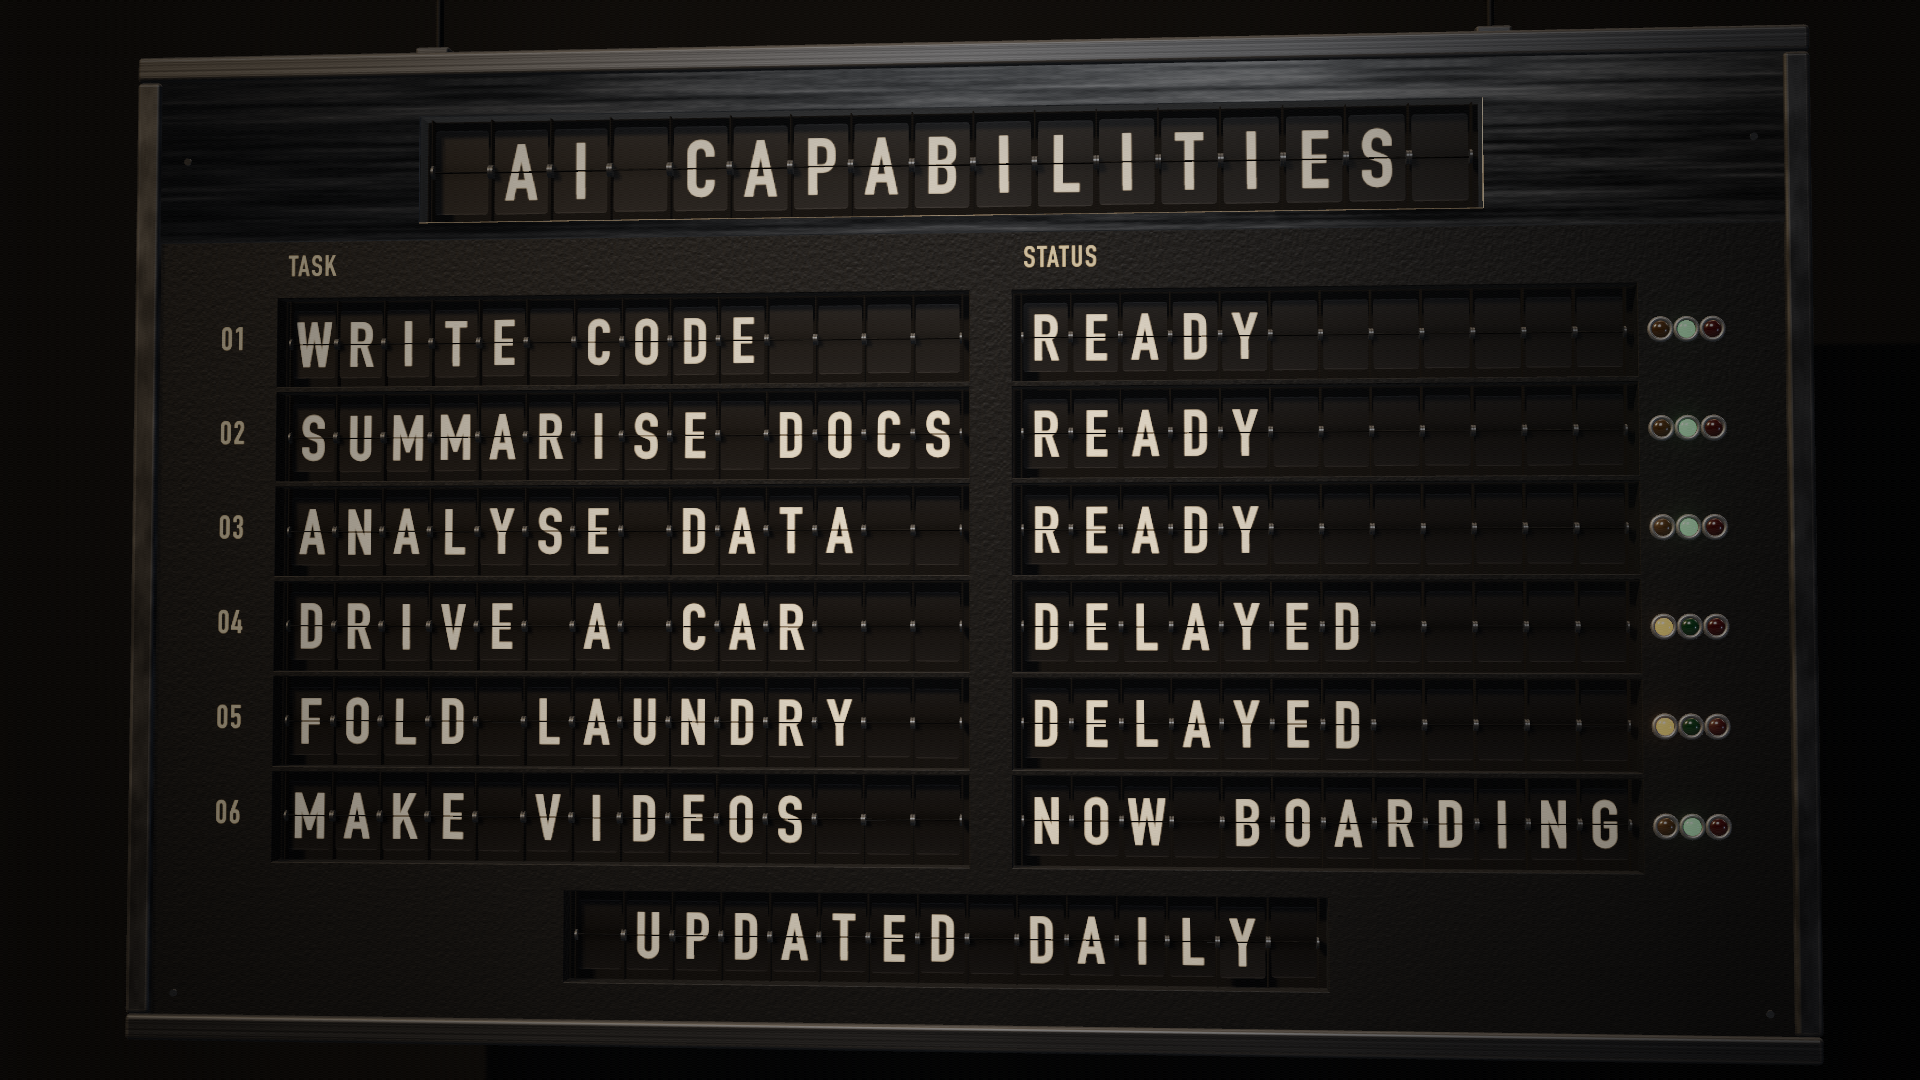 AI CAPABILITIES
TASK STATUS
01 WRITE CODE READY
02 SUMMARISE DOCS READY
03 ANALYSE DATA READY
04 DRIVE A CAR DELAYED
05 FOLD LAUNDRY DELAYED
06 MAKE VIDEOS NOW BOARDING
UPDATED DAILY